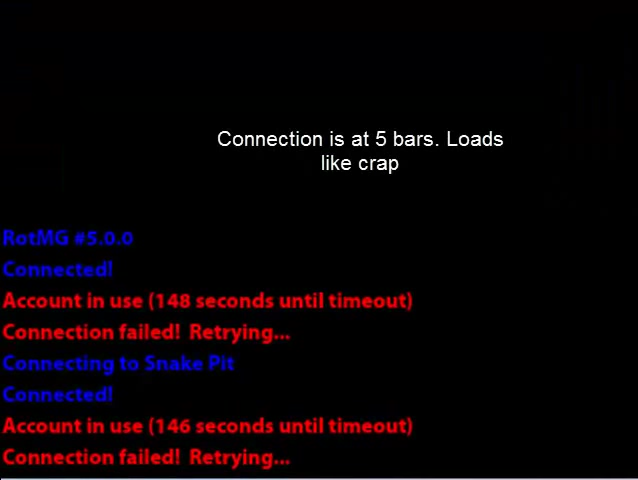 Connection is at 5 bars. Loads
like crap
RotMG #5.0.0
Connected!
Account in use (148 seconds until timeout)
Connection failed! Retrying...
Connecting to Snake Pit
Connected!
Account in use (146 seconds until timeout)
Connection failed! Retrying...